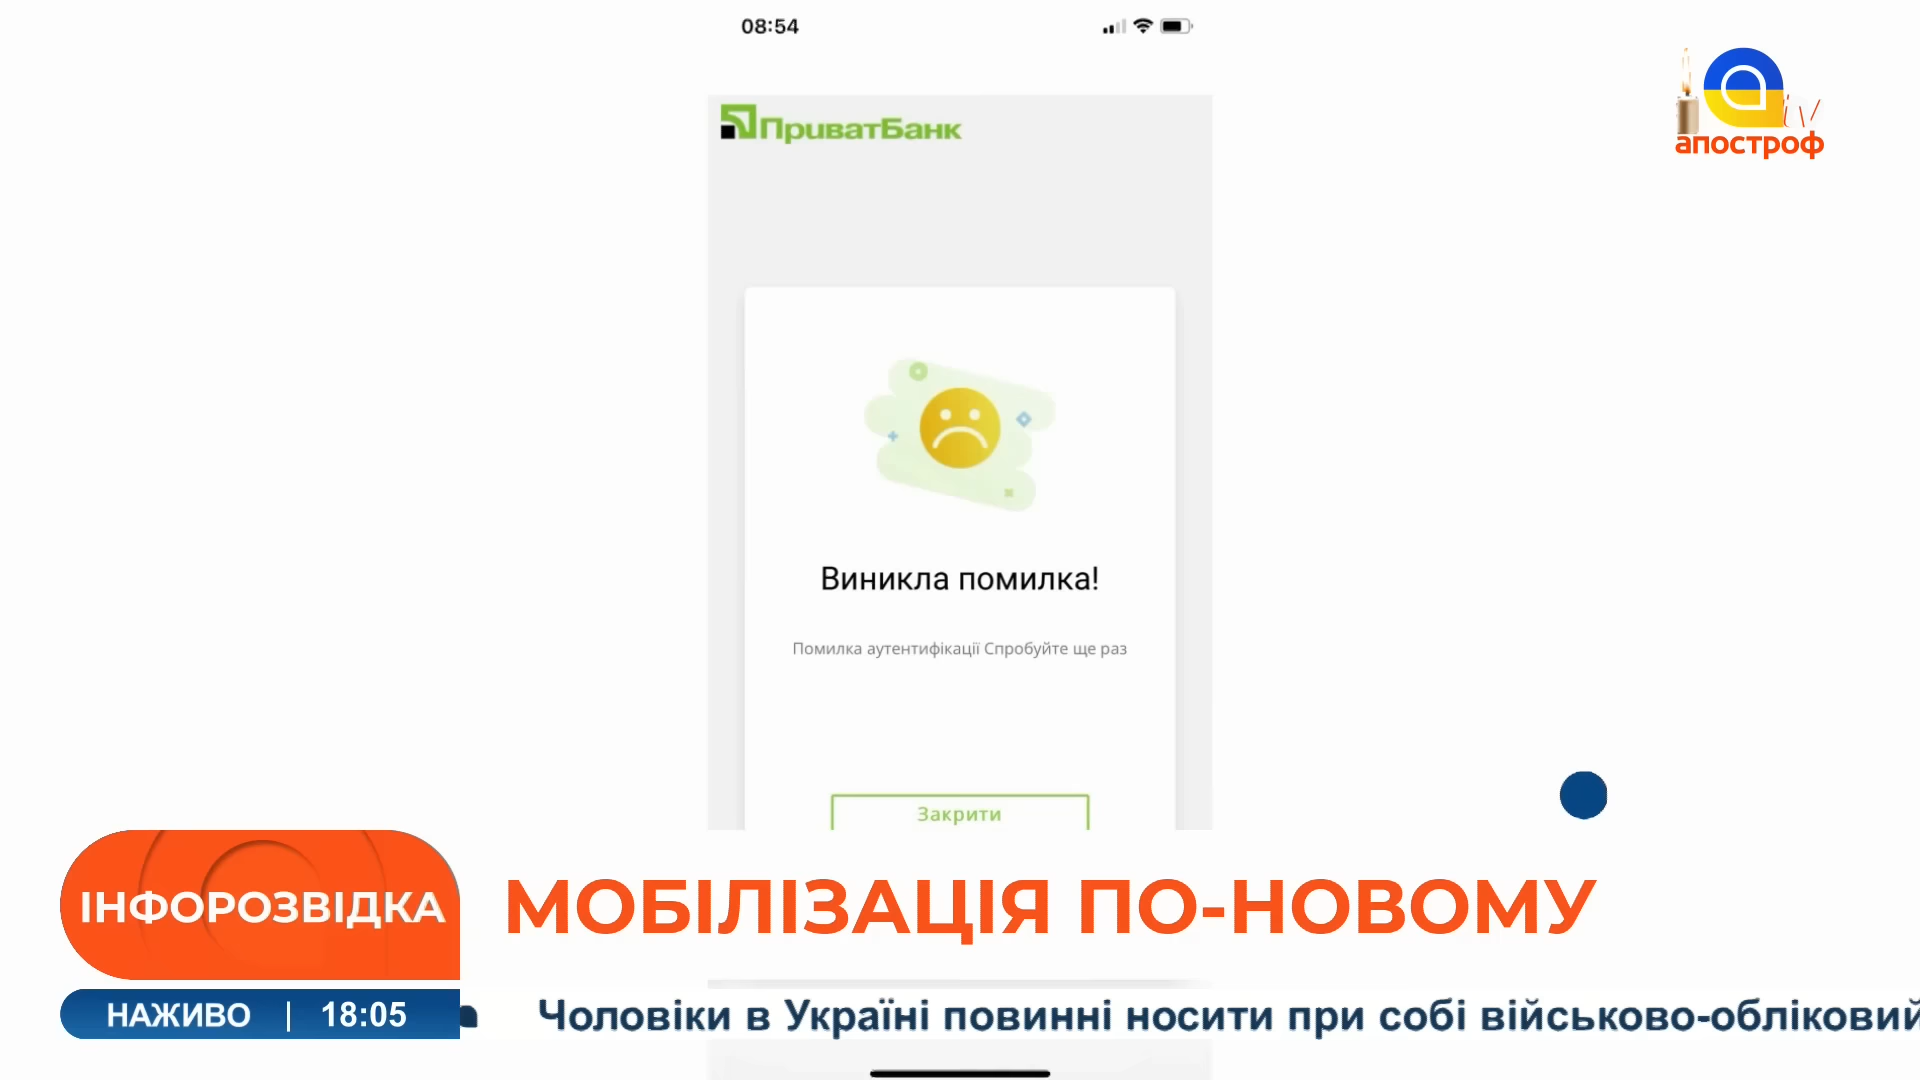 08:54
ПриватБанк
tv
апостроф
Виникла помилка!
Помилка аутентифікації Спробуйте ще раз
Закрити
ІНФОРОЗВІДКА
МОБІЛІЗАЦІЯ ПО-НОВОМУ
НАЖИВО | 18:05
Чоловіки в Україні повинні носити при собі військово-обліковий